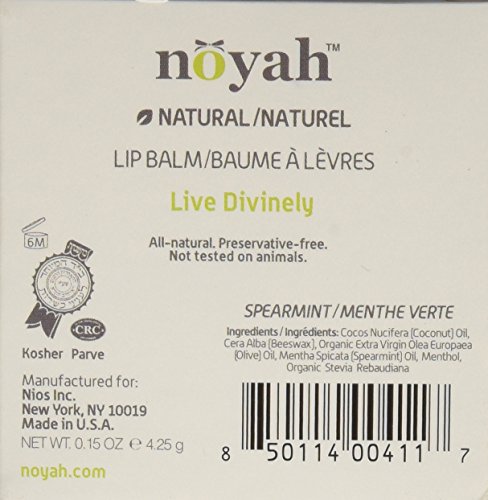 nóyah™
NATURAL/NATUREL
LIP BALM/BAUME À LÈVRES
Live Divinely
6M
All-natural. Preservative-free.
Not tested on animals.
כשר
CRC
Kosher Parve
SPEARMINT/MENTHE VERTE
Ingredients/Ingrédients: Cocos Nucifera (Coconut) Oil,
Cera Alba (Beeswax), Organic Extra Virgin Olea Europaea
(Olive) Oil, Mentha Spicata (Spearmint) Oil, Menthol,
Organic Stevia Rebaudiana
Manufactured for:
Nios Inc.
New York, NY 10019
Made in U.S.A.
NET WT. 0.15 OZ ℮ 4.25 g
noyah.com
8 50114 00411 7